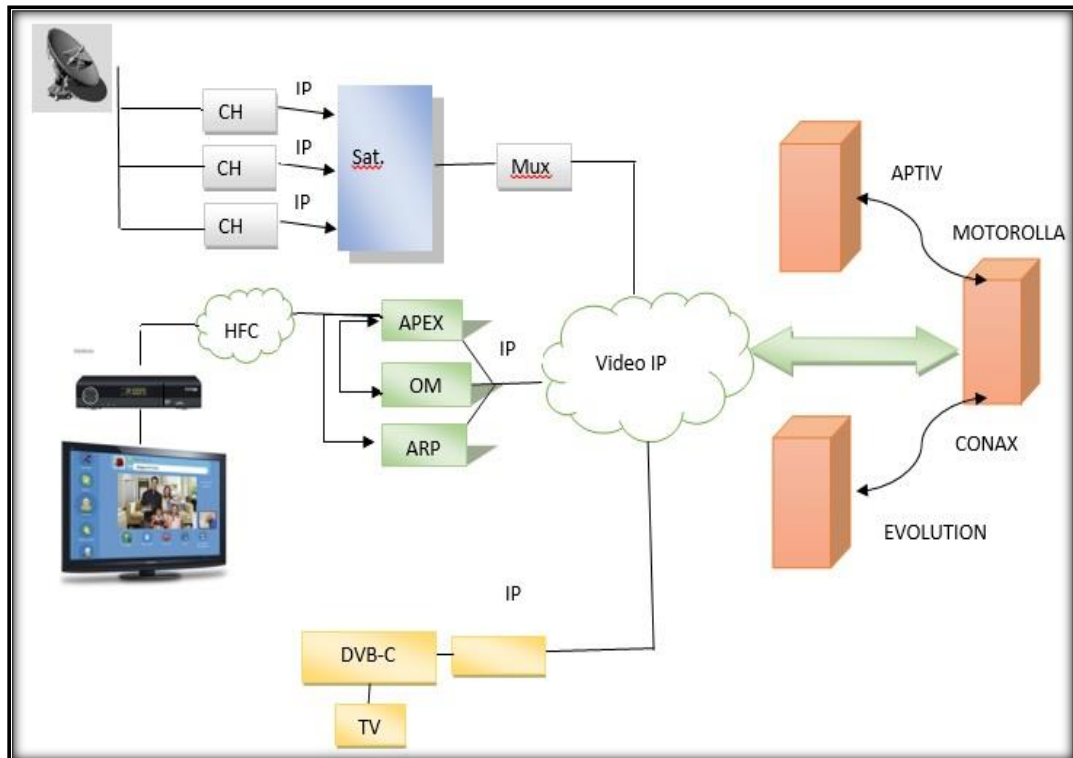 IP
CH
IP
CH
IP
CH
Sat.
Mux
APTIV
MOTOROLLA
HFC
APEX
IP
OM
ARP
Video IP
CONAX
EVOLUTION
IP
DVB-C
TV